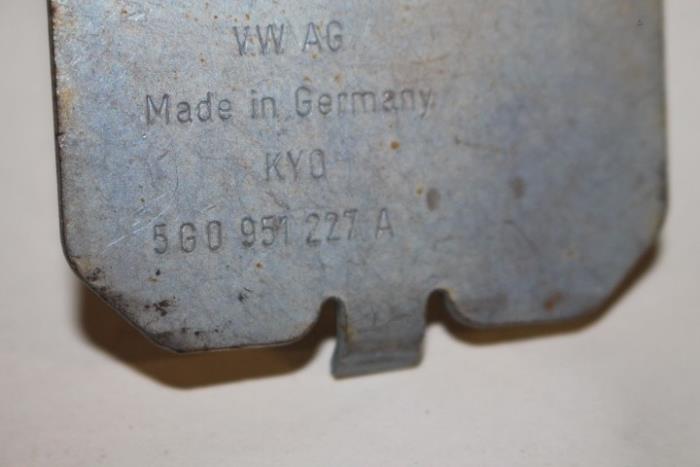 VW AG
Made in Germany
KYO
5G0 951 227 A